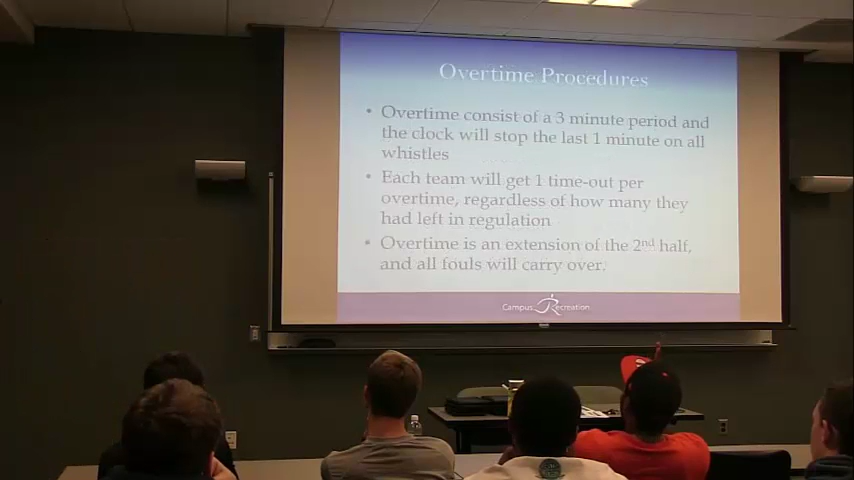 Overtime Procedures
• Overtime consist of a 3 minute period and
the clock will stop the last 1 minute on all
whistles
• Each team will get 1 time-out per
overtime, regardless of how many they
had left in regulation
• Overtime is an extension of the 2nd half,
and all fouls will carry over.
Campus Recreation